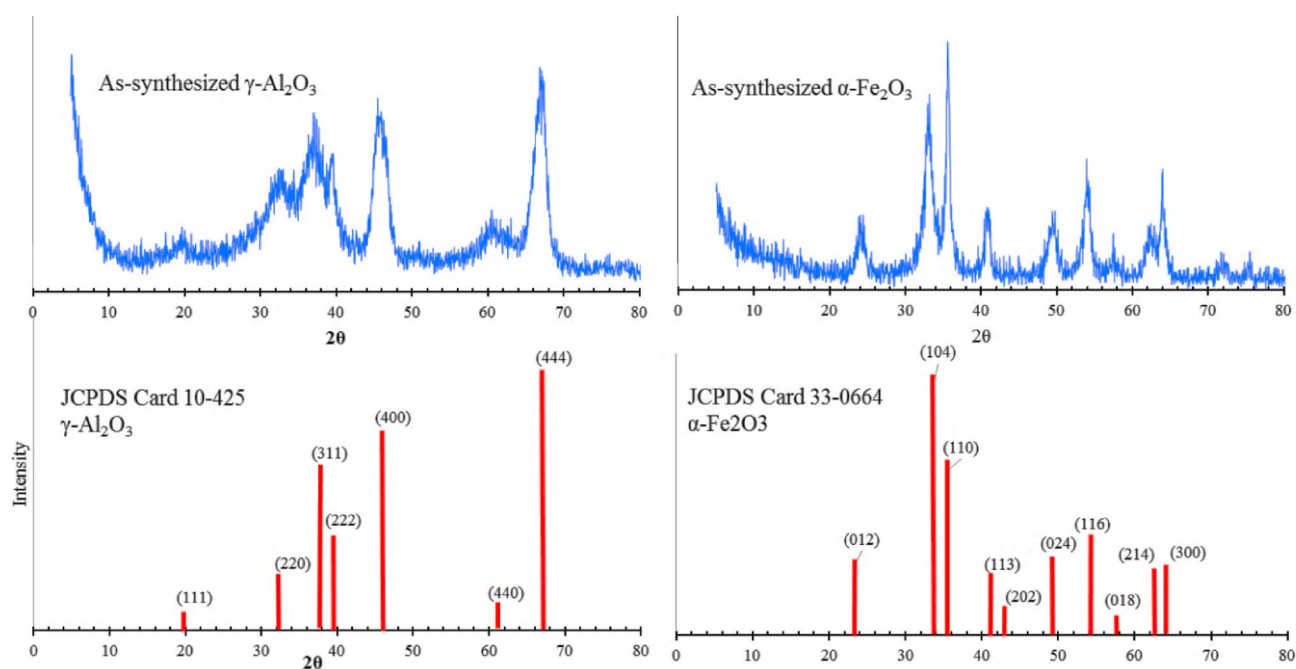 As-synthesized γ-Al₂O₃
0 10 20 30 40 50 60 70 80
2θ
As-synthesized α-Fe₂O₃
0 10 20 30 40 50 60 70 80
2θ
JCPDS Card 10-425
γ-Al₂O₃
Intensity
(111)
(220)
(311)
(222)
(400)
(440)
(444)
0 10 20 30 40 50 60 70 80
2θ
JCPDS Card 33-0664
α-Fe2O3
(012)
(104)
(110)
(113)
(202)
(024)
(116)
(018)
(214)
(300)
0 10 20 30 40 50 60 70 80